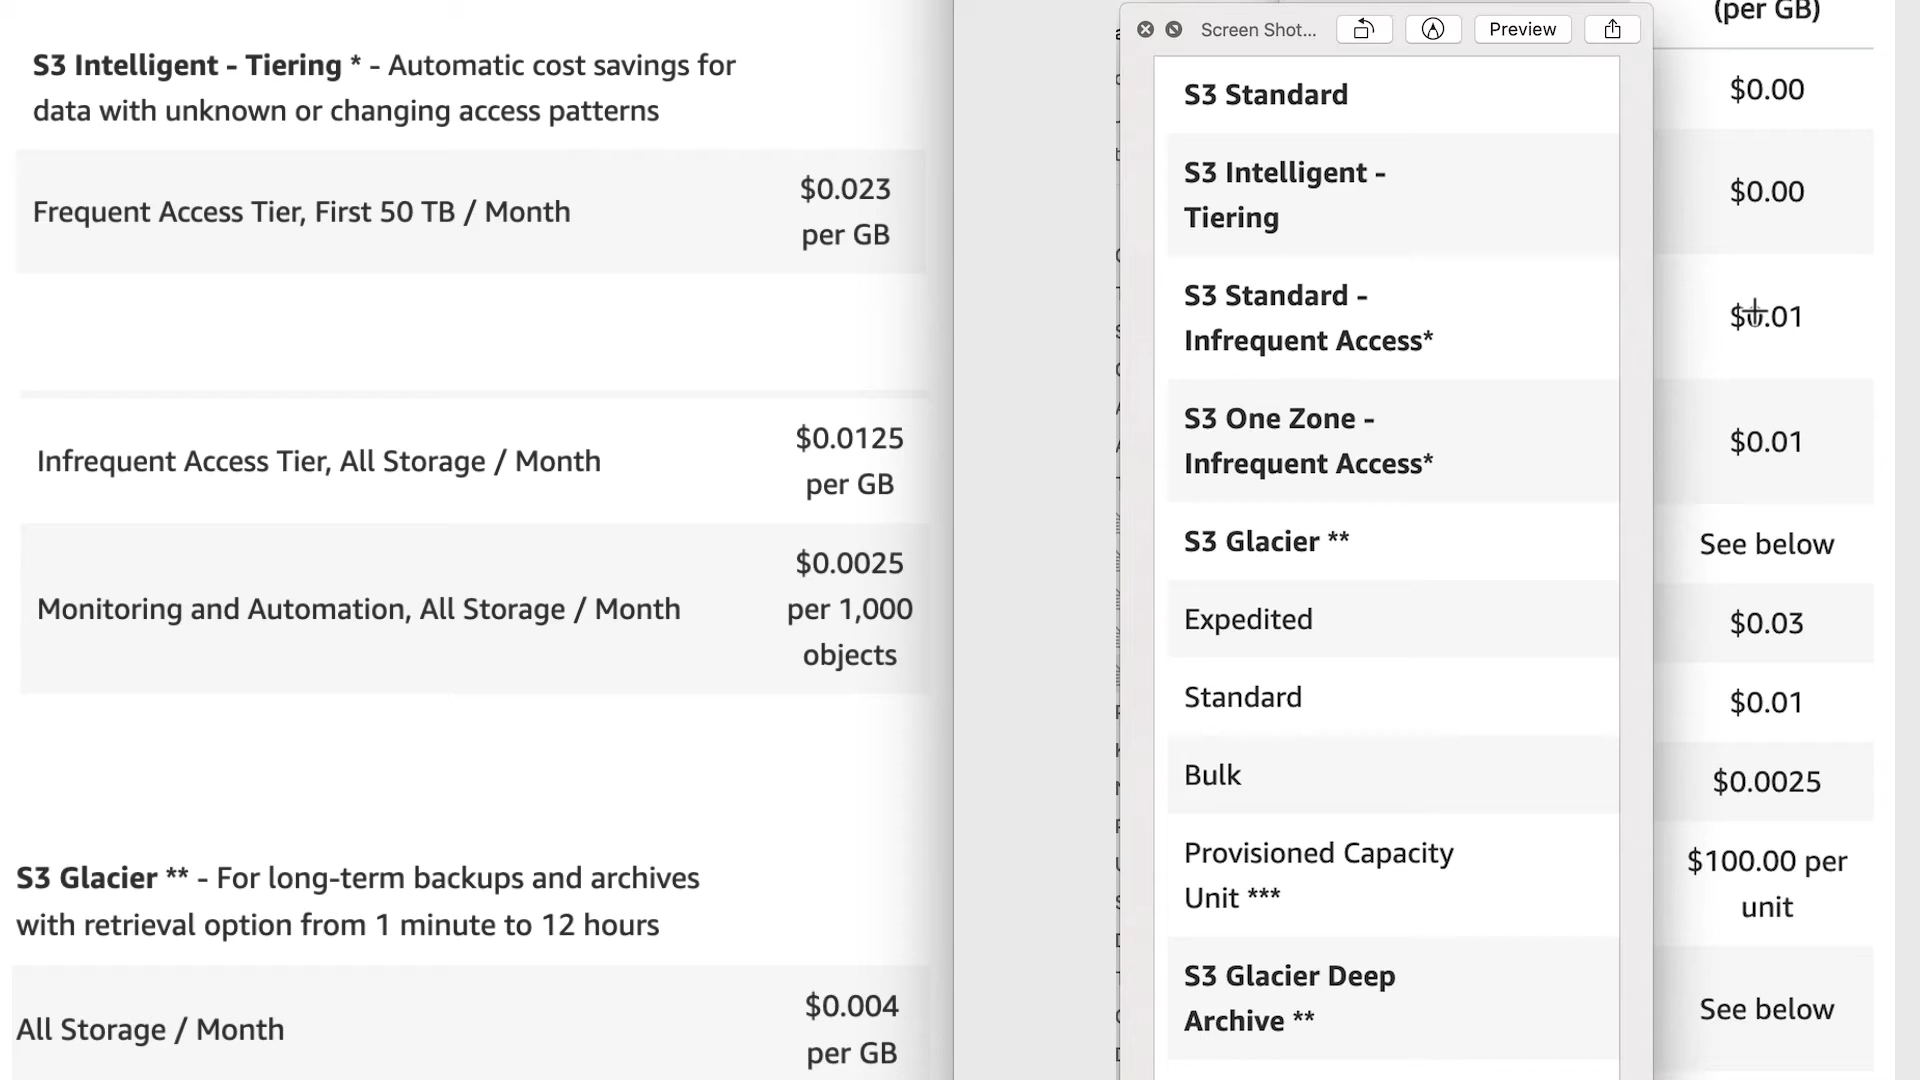 S3 Intelligent - Tiering * - Automatic cost savings for
data with unknown or changing access patterns
Frequent Access Tier, First 50 TB / Month
$0.023
per GB
Infrequent Access Tier, All Storage / Month
$0.0125
per GB
Monitoring and Automation, All Storage / Month
$0.0025
per 1,000
objects
S3 Glacier ** - For long-term backups and archives
with retrieval option from 1 minute to 12 hours
All Storage / Month
$0.004
per GB
Screen Shot...
Preview
S3 Standard
S3 Intelligent -
Tiering
S3 Standard -
Infrequent Access*
S3 One Zone -
Infrequent Access*
S3 Glacier **
Expedited
Standard
Bulk
Provisioned Capacity
Unit ***
S3 Glacier Deep
Archive **
(per GB)
$0.00
$0.00
$0.01
$0.01
See below
$0.03
$0.01
$0.0025
$100.00 per
unit
See below